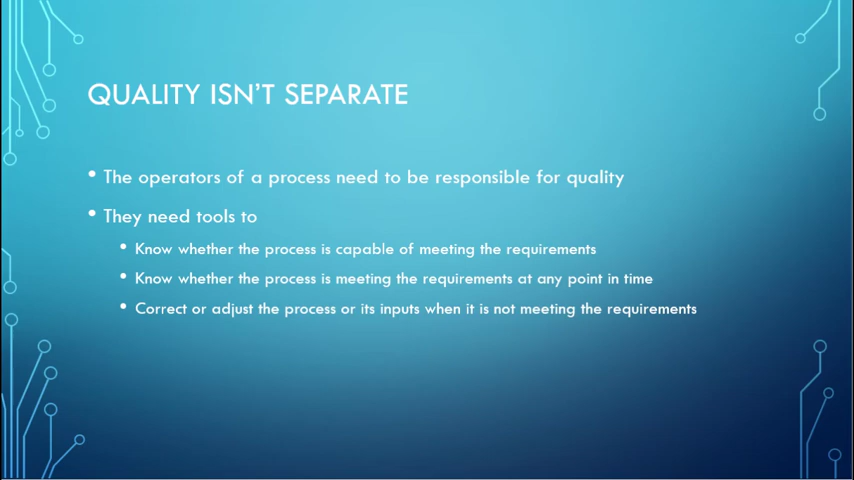 QUALITY ISN'T SEPARATE
• The operators of a process need to be responsible for quality
• They need tools to
• Know whether the process is capable of meeting the requirements
• Know whether the process is meeting the requirements at any point in time
• Correct or adjust the process or its inputs when it is not meeting the requirements